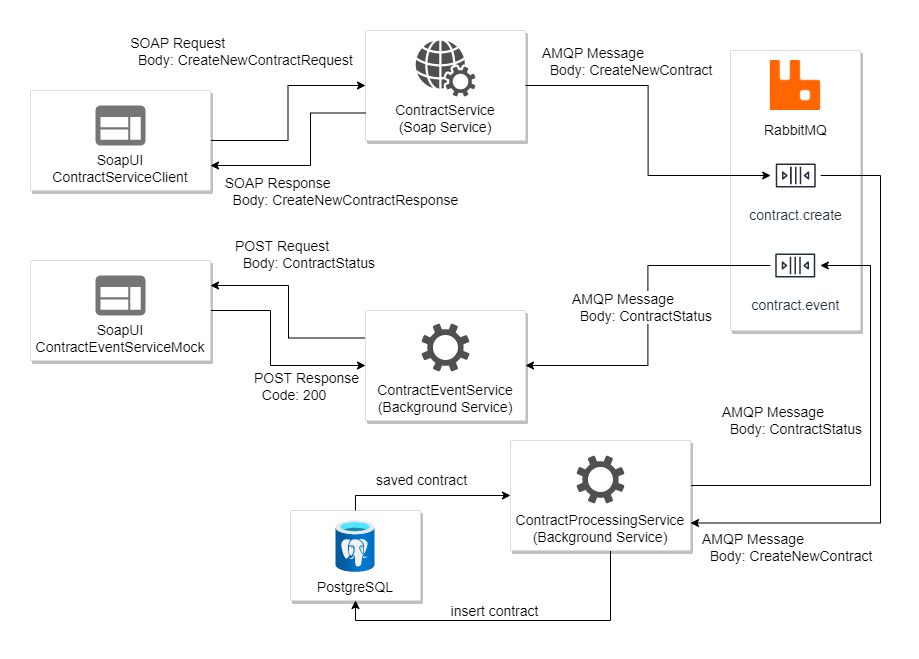 SOAP Request
Body: CreateNewContractRequest
AMQP Message
Body: CreateNewContract
ContractService
(Soap Service)
RabbitMQ
SoapUI
ContractServiceClient
SOAP Response
Body: CreateNewContractResponse
contract.create
POST Request
Body: ContractStatus
AMQP Message
Body: ContractStatus
contract.event
SoapUI
ContractEventServiceMock
POST Response
Code: 200
ContractEventService
(Background Service)
AMQP Message
Body: ContractStatus
saved contract
ContractProcessingService
(Background Service)
AMQP Message
Body: CreateNewContract
PostgreSQL
insert contract